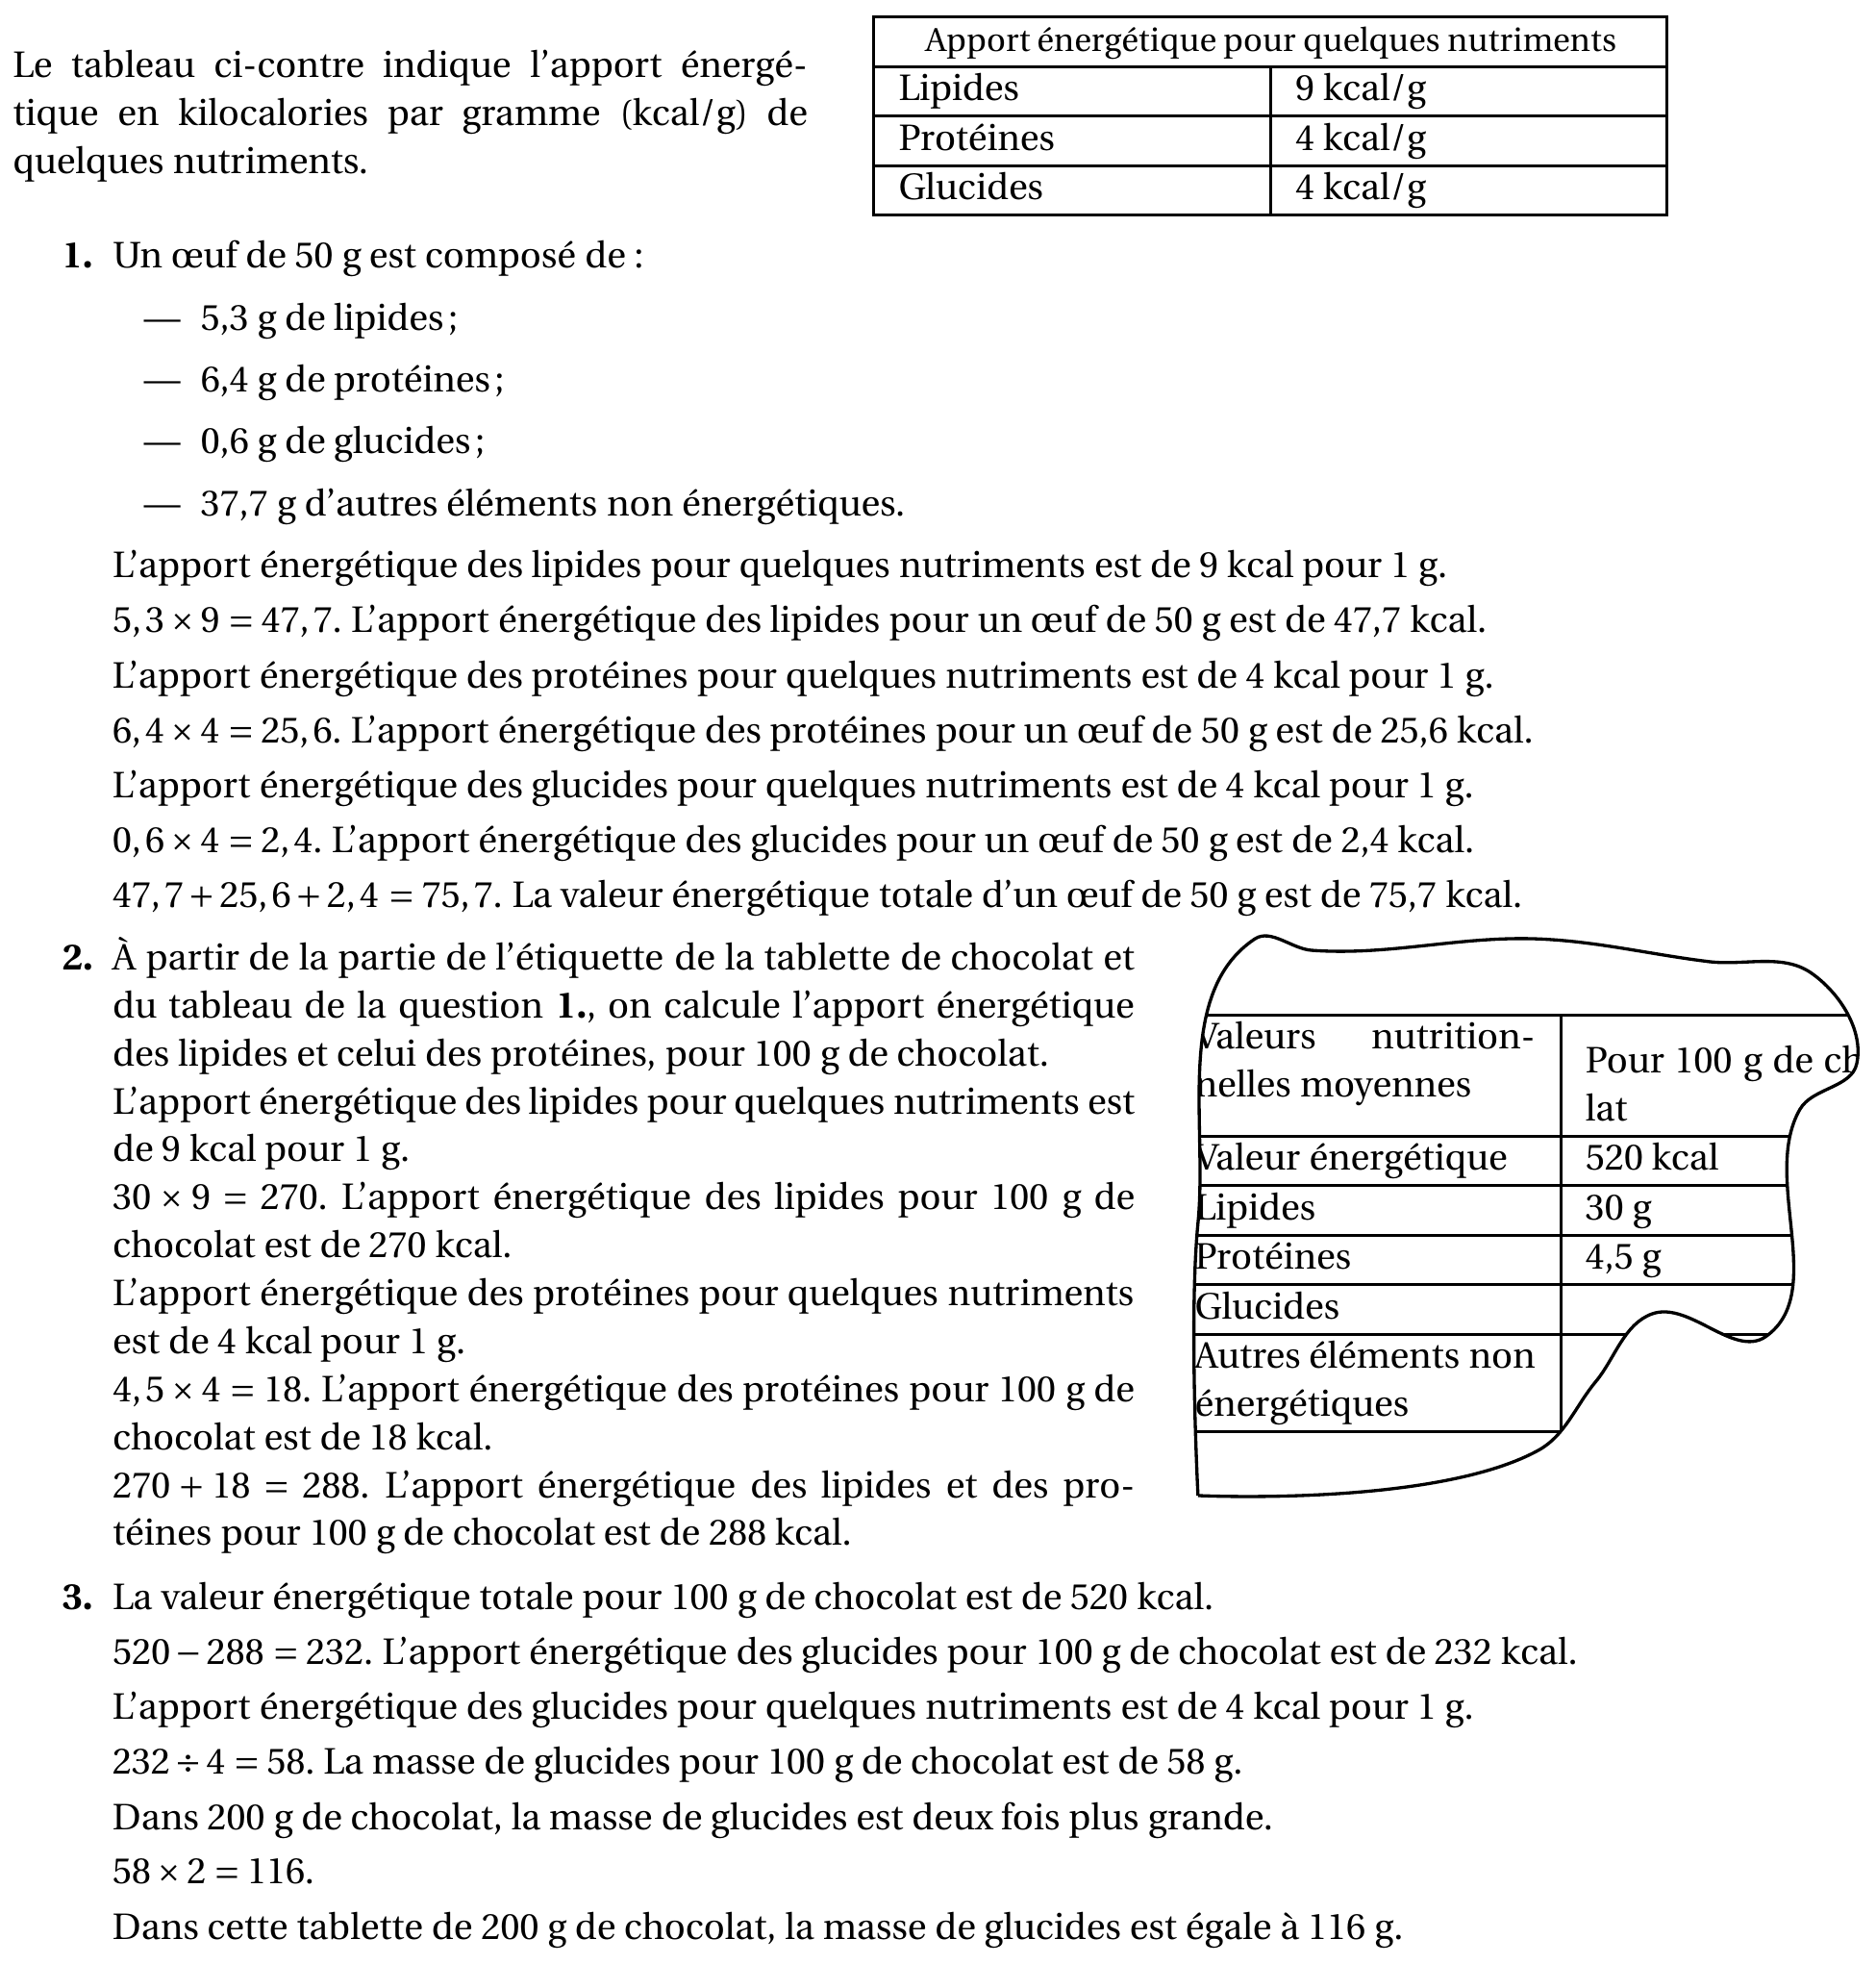 Le tableau ci-contre indique l’apport énergé-
tique en kilocalories par gramme (kcal/g) de
quelques nutriments.
Apport énergétique pour quelques nutriments
Lipides 9 kcal/g
Protéines 4 kcal/g
Glucides 4 kcal/g
1. Un œuf de 50 g est composé de :
— 5,3 g de lipides ;
— 6,4 g de protéines ;
— 0,6 g de glucides ;
— 37,7 g d’autres éléments non énergétiques.
L’apport énergétique des lipides pour quelques nutriments est de 9 kcal pour 1 g.
5,3 × 9 = 47,7. L’apport énergétique des lipides pour un œuf de 50 g est de 47,7 kcal.
L’apport énergétique des protéines pour quelques nutriments est de 4 kcal pour 1 g.
6,4 × 4 = 25,6. L’apport énergétique des protéines pour un œuf de 50 g est de 25,6 kcal.
L’apport énergétique des glucides pour quelques nutriments est de 4 kcal pour 1 g.
0,6 × 4 = 2,4. L’apport énergétique des glucides pour un œuf de 50 g est de 2,4 kcal.
47,7 + 25,6 + 2,4 = 75,7. La valeur énergétique totale d’un œuf de 50 g est de 75,7 kcal.
2. À partir de la partie de l’étiquette de la tablette de chocolat et
du tableau de la question 1., on calcule l’apport énergétique
des lipides et celui des protéines, pour 100 g de chocolat.
L’apport énergétique des lipides pour quelques nutriments est
de 9 kcal pour 1 g.
30 × 9 = 270. L’apport énergétique des lipides pour 100 g de
chocolat est de 270 kcal.
L’apport énergétique des protéines pour quelques nutriments
est de 4 kcal pour 1 g.
4,5 × 4 = 18. L’apport énergétique des protéines pour 100 g de
chocolat est de 18 kcal.
270 + 18 = 288. L’apport énergétique des lipides et des pro-
téines pour 100 g de chocolat est de 288 kcal.
Valeurs nutrition-
nelles moyennes
Pour 100 g de ch
lat
Valeur énergétique 520 kcal
Lipides 30 g
Protéines 4,5 g
Glucides
Autres éléments non
énergétiques
3. La valeur énergétique totale pour 100 g de chocolat est de 520 kcal.
520 − 288 = 232. L’apport énergétique des glucides pour 100 g de chocolat est de 232 kcal.
L’apport énergétique des glucides pour quelques nutriments est de 4 kcal pour 1 g.
232 ÷ 4 = 58. La masse de glucides pour 100 g de chocolat est de 58 g.
Dans 200 g de chocolat, la masse de glucides est deux fois plus grande.
58 × 2 = 116.
Dans cette tablette de 200 g de chocolat, la masse de glucides est égale à 116 g.